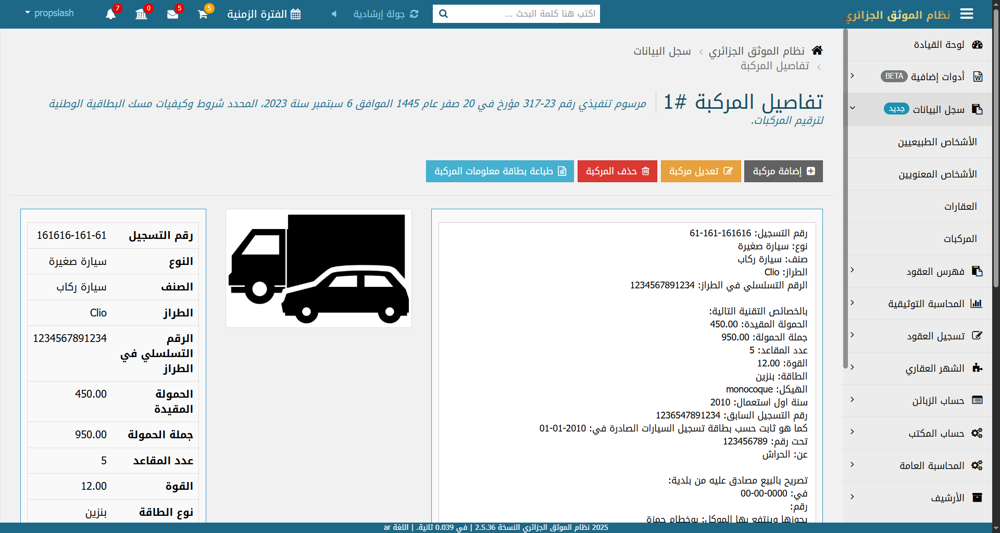 نظام الموثق الجزائري
اكتب هنا كلمة البحث ...
جولة إرشادية
الفترة الزمنية
5
5
0
7
propslash
لوحة القيادة
أدوات إضافية BETA
سجل البيانات جديد
الأشخاص الطبيعيين
الأشخاص المعنويين
العقارات
المركبات
فهرس العقود
المحاسبة التوثيقية
تسجيل العقود
الشهر العقاري
حساب الزبائن
حساب المكتب
المحاسبة العامة
الأرشيف
نظام الموثق الجزائري
سجل البيانات
تفاصيل المركبة
تفاصيل المركبة #1 مرسوم تنفيذي رقم 23-317 مؤرخ في 20 صفر عام 1445 الموافق 6 سبتمبر سنة 2023، المحدد شروط وكيفيات مسك البطاقية الوطنية
لترقيم المركبات.
إضافة مركبة
تعديل مركبة
حذف المركبة
طباعة بطاقة معلومات المركبة
رقم التسجيل: 161616-161-61
نوع: سيارة صغيرة
صنف: سيارة ركاب
الطراز: Clio
الرقم التسلسلي في الطراز: 1234567891234
بالخصائص التقنية التالية:
الحمولة المقيدة: 450.00
جملة الحمولة: 950.00
عدد المقاعد: 5
القوة: 12.00
الطاقة: بنزين
الهيكل: monocoque
سنة اول استعمال: 2010
رقم التسجيل السابق: 1236547891234
كما هو ثابت حسب بطاقة تسجيل السيارات الصادرة في: 2010-01-01
تحت رقم: 123456789
عن: الحراش
تصريح بالبيع مصادق عليه من بلدية:
في: 0000-00-00
رقم:
يحوزها وينتفع بها الموكل: بوخطام حمزة
رقم التسجيل 161616-161-61
النوع سيارة صغيرة
الصنف سيارة ركاب
الطراز Clio
الرقم 1234567891234
التسلسلي في
الطراز
الحمولة 450.00
المقيدة
جملة الحمولة 950.00
عدد المقاعد 5
القوة 12.00
نوع الطاقة بنزين
2025 نظام الموثق الجزائري النسخة 2.5.36 | في 0.039 ثانية. | اللغة ar